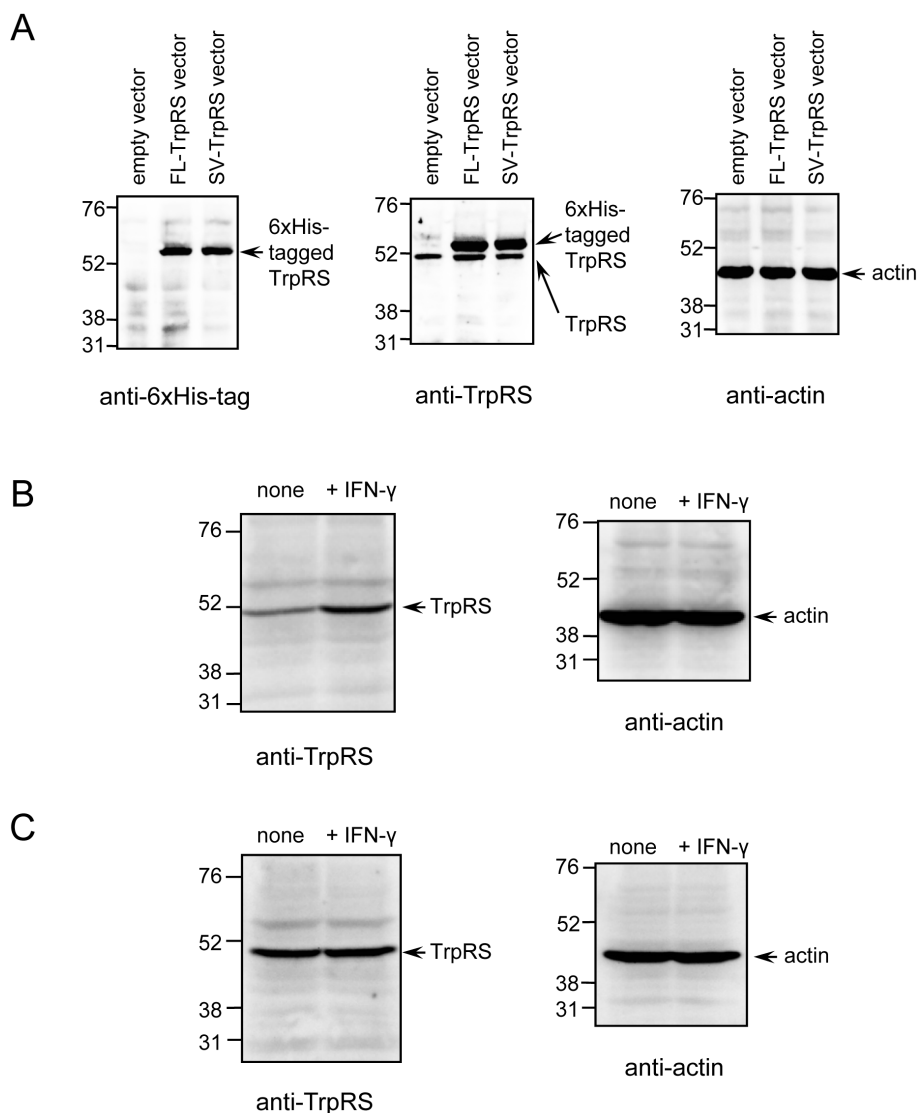 A
empty vector
FL-TrpRS vector
SV-TrpRS vector
76
52
38
31
6xHis-
tagged
TrpRS
anti-6xHis-tag
empty vector
FL-TrpRS vector
SV-TrpRS vector
76
52
38
31
6xHis-
tagged
TrpRS
TrpRS
anti-TrpRS
empty vector
FL-TrpRS vector
SV-TrpRS vector
76
52
38
31
actin
anti-actin
B
none + IFN-γ
76
52
38
31
TrpRS
anti-TrpRS
none + IFN-γ
76
52
38
31
actin
anti-actin
C
none + IFN-γ
76
52
38
31
TrpRS
anti-TrpRS
none + IFN-γ
76
52
38
31
actin
anti-actin